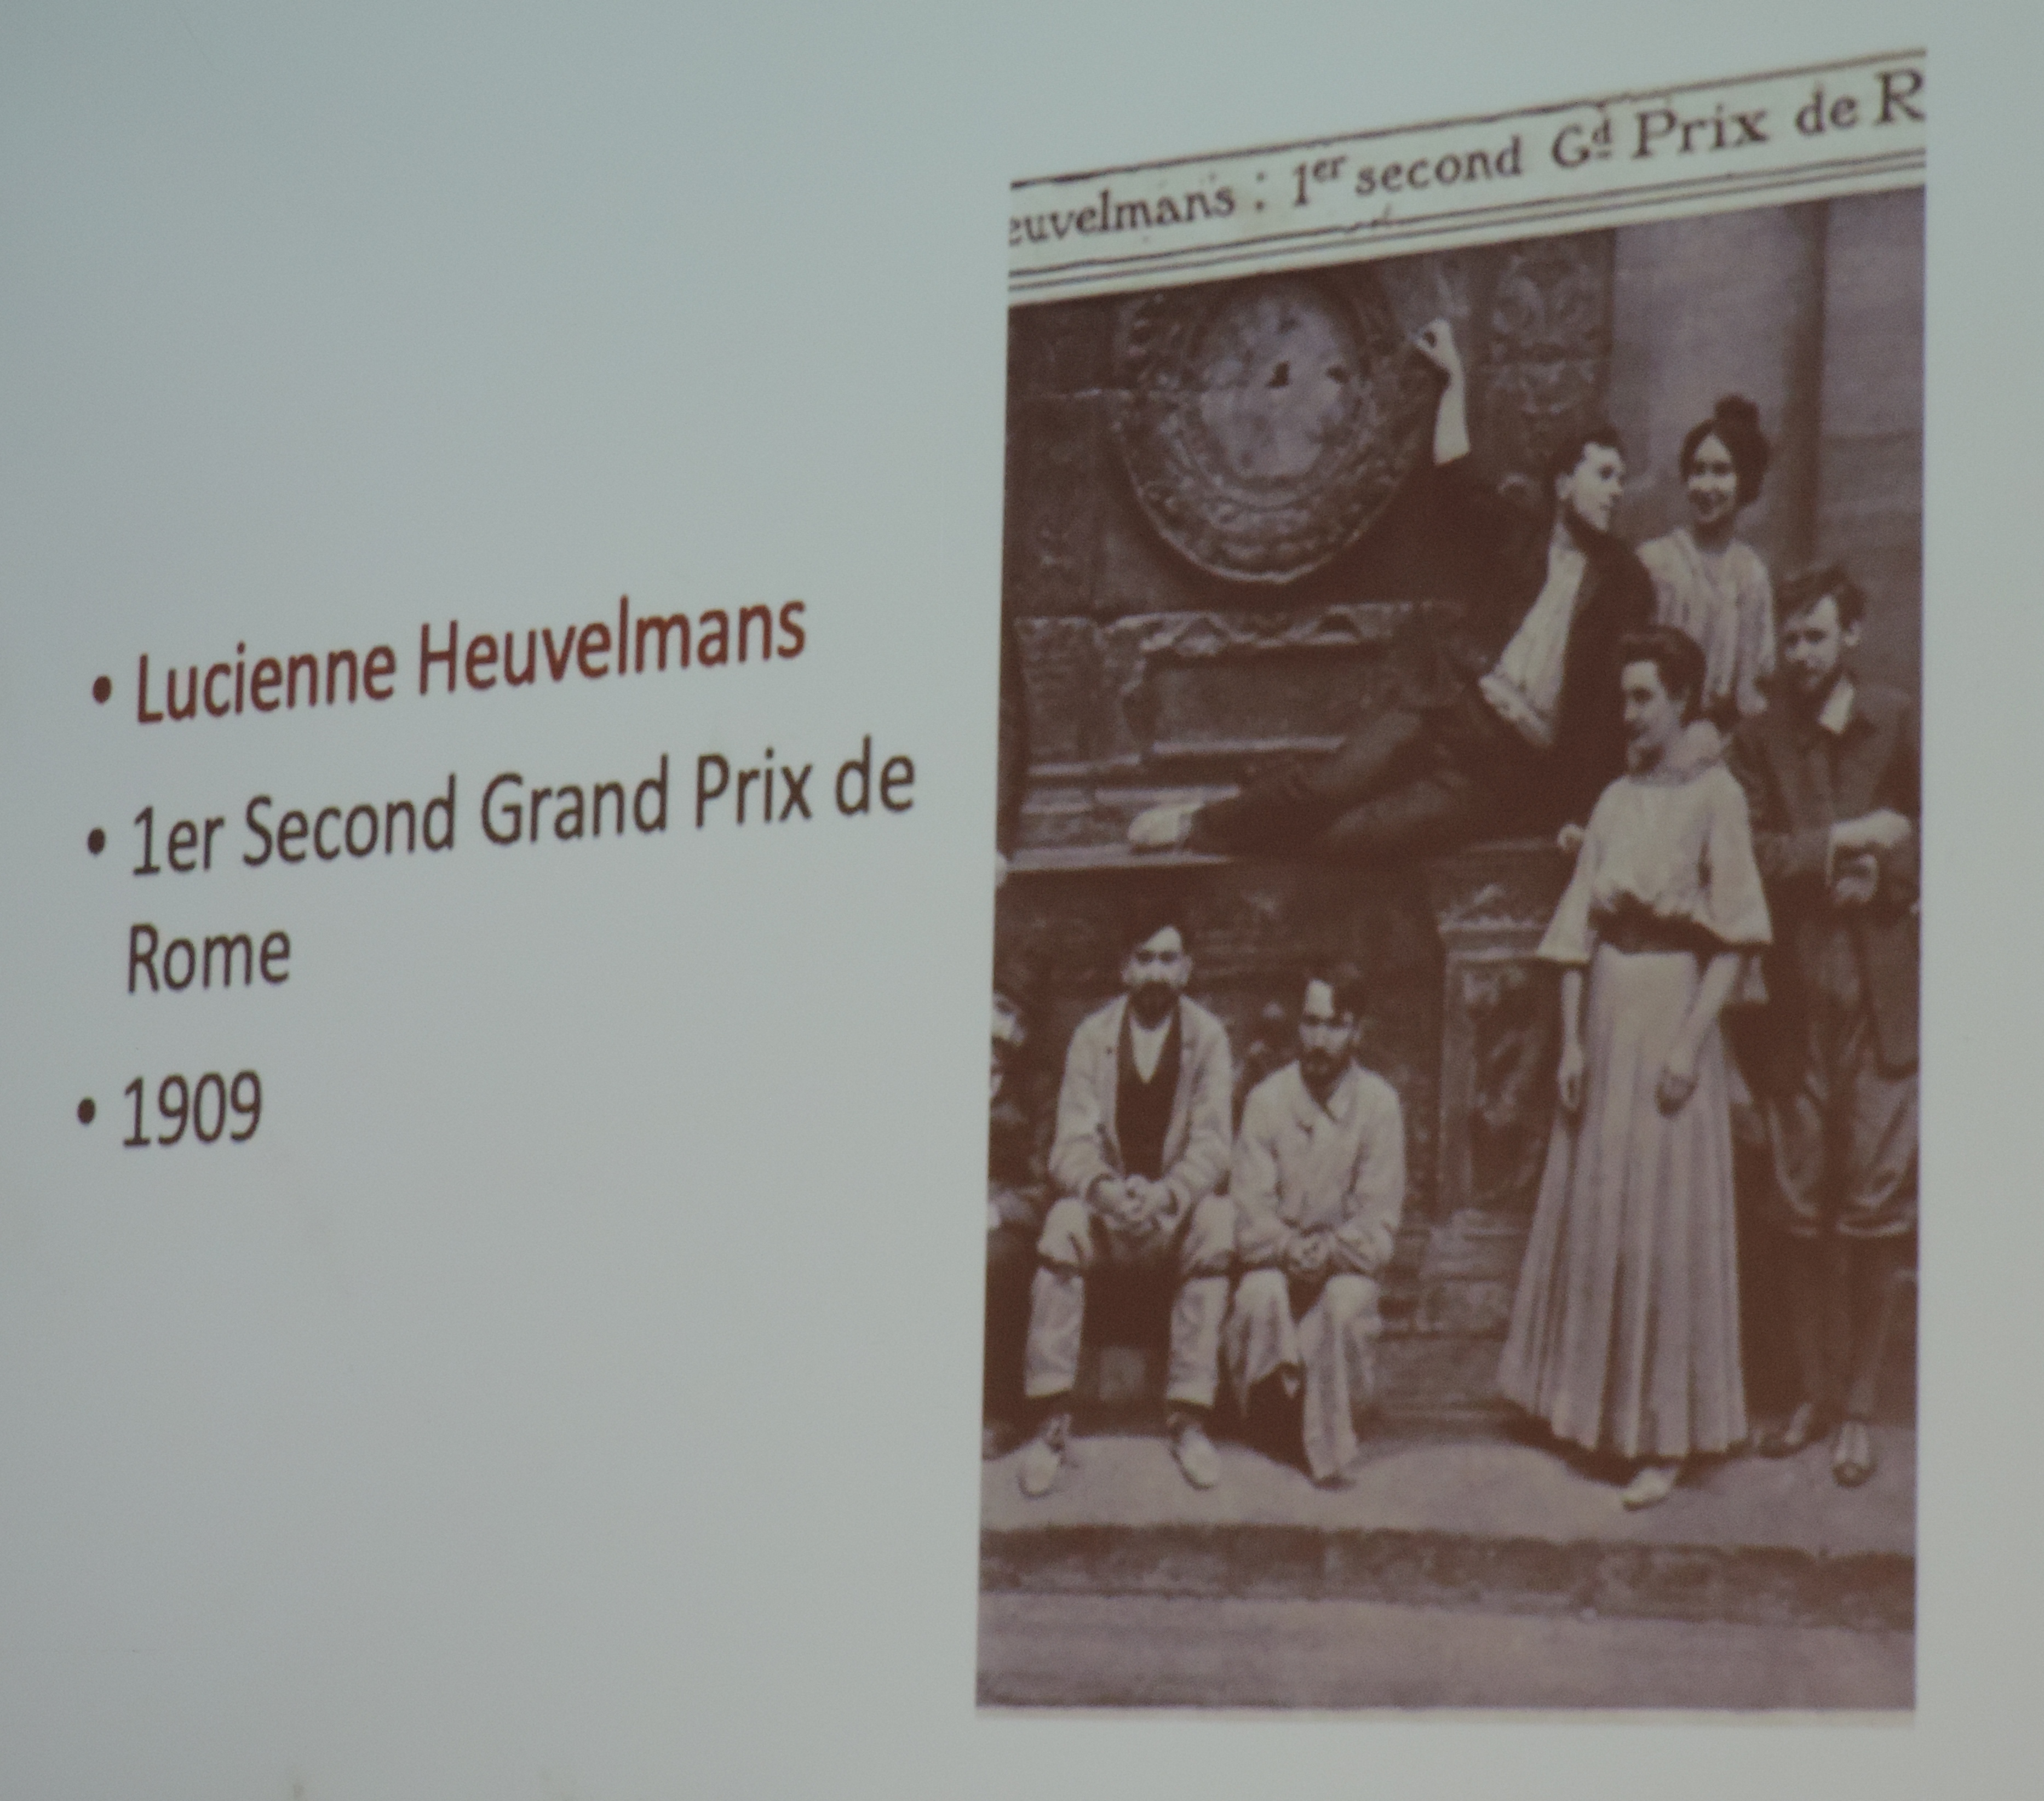 • Lucienne Heuvelmans
• 1er Second Grand Prix de
Rome
• 1909
euvelmans : 1er second Gd Prix de R